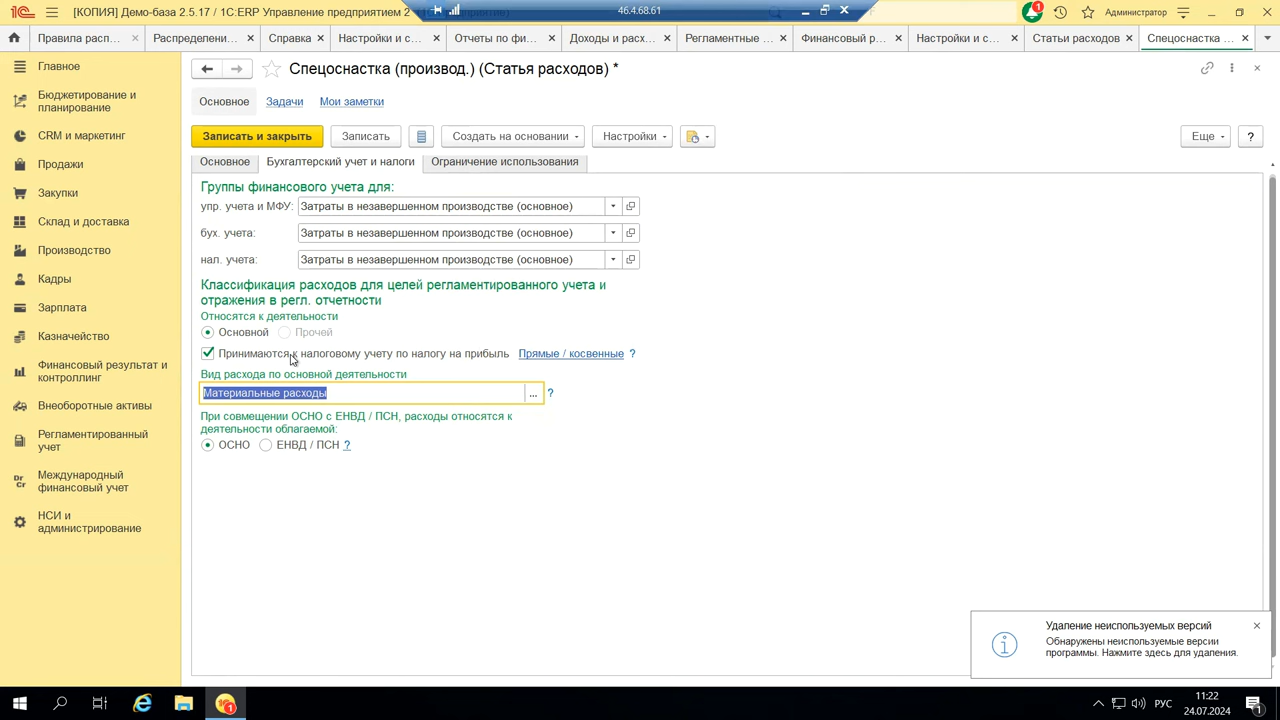 [КОПИЯ] Демо-база 2.5.17 / 1С:ERP Управление предприятием 2
46.4.68.61
1
Администратор
Правила расп... Распределени... Справка Настройки и с... Отчеты по фи... Доходы и расх... Регламентные ... Финансовый р... Настройки и с... Статьи расходов Спецоснастка ...
Главное
Бюджетирование и
планирование
CRM и маркетинг
Продажи
Закупки
Склад и доставка
Производство
Кадры
Зарплата
Казначейство
Финансовый результат и
контроллинг
Внеоборотные активы
Регламентированный
учет
Международный
финансовый учет
НСИ и
администрирование
Спецоснастка (производ.) (Статья расходов) *
Основное Задачи Мои заметки
Записать и закрыть Записать Создать на основании Настройки Еще ?
Основное Бухгалтерский учет и налоги Ограничение использования
Группы финансового учета для:
упр. учета и МФУ: Затраты в незавершенном производстве (основное)
бух. учета: Затраты в незавершенном производстве (основное)
нал. учета: Затраты в незавершенном производстве (основное)
Классификация расходов для целей регламентированного учета и
отражения в регл. отчетности
Относятся к деятельности
Основной Прочей
Принимаются к налоговому учету по налогу на прибыль Прямые / косвенные ?
Вид расхода по основной деятельности
Материальные расходы ... ?
При совмещении ОСНО с ЕНВД / ПСН, расходы относятся к
деятельности облагаемой:
ОСНО ЕНВД / ПСН ?
Удаление неиспользуемых версий
Обнаружены неиспользуемые версии
программы. Нажмите здесь для удаления.
РУС
11:22
24.07.2024
1